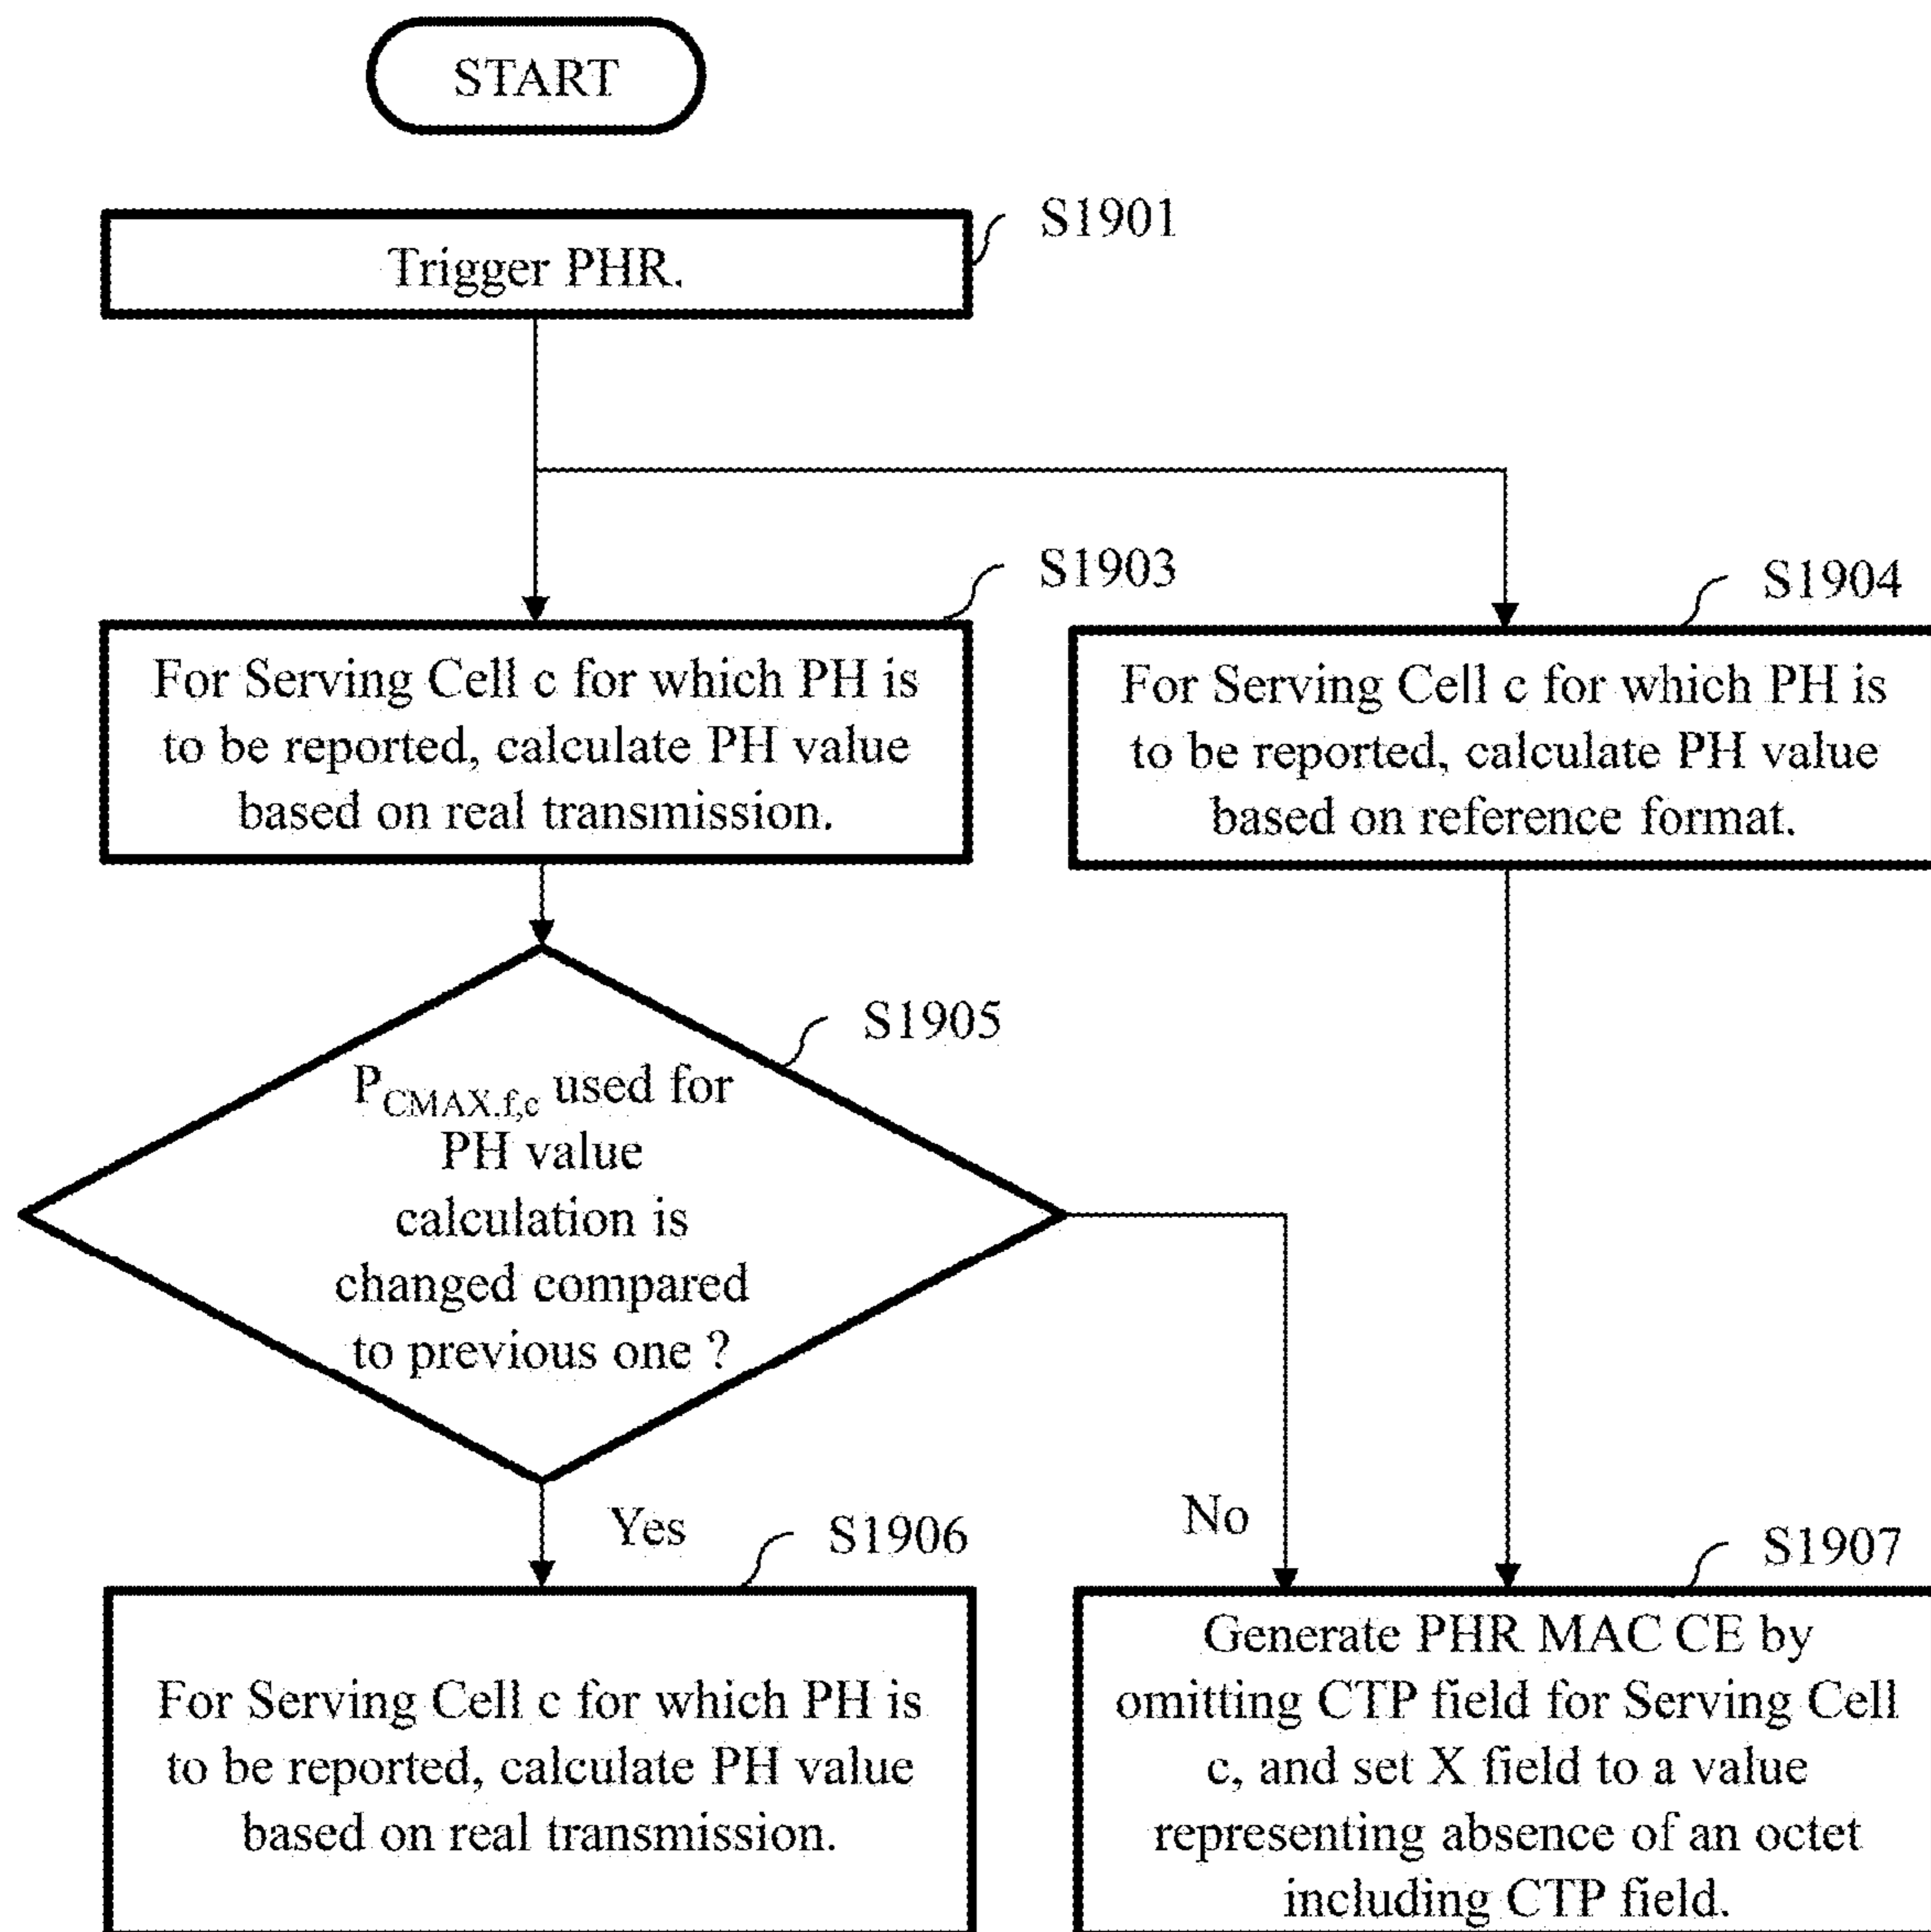 START
S1901
Trigger PHR.
S1903
For Serving Cell c for which PH is
to be reported, calculate PH value
based on real transmission.
S1904
For Serving Cell c for which PH is
to be reported, calculate PH value
based on reference format.
S1905
P_CMAX.f,c used for
PH value
calculation is
changed compared
to previous one ?
Yes
No
S1906
For Serving Cell c for which PH is
to be reported, calculate PH value
based on real transmission.
S1907
Generate PHR MAC CE by
omitting CTP field for Serving Cell
c, and set X field to a value
representing absence of an octet
including CTP field.